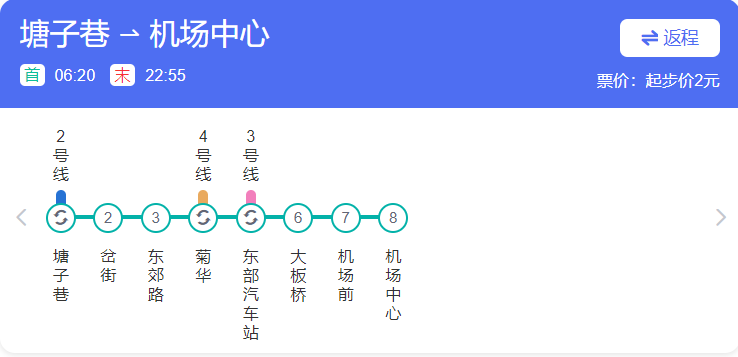 塘子巷 ⇀ 机场中心
返程
首 06:20 末 22:55
票价：起步价2元
2号线
4号线
3号线
2
3
6
7
8
塘子巷
岔街
东郊路
菊华
东部汽车站
大板桥
机场前
机场中心